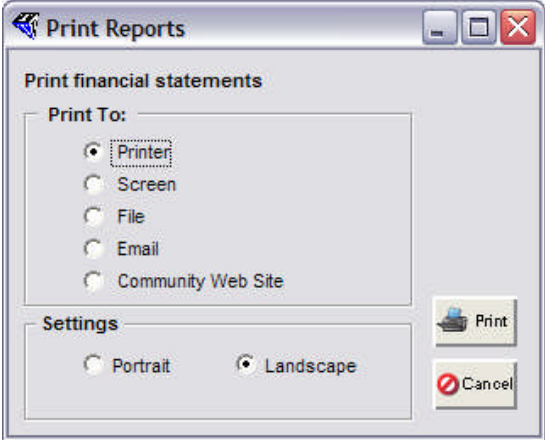 Print Reports
Print financial statements
Print To:
Printer
Screen
File
Email
Community Web Site
Settings
Portrait Landscape
Print
Cancel